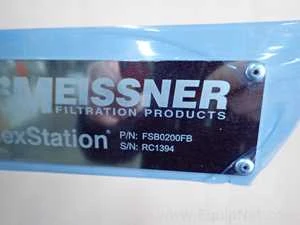 MEISSNER
FILTRATION PRODUCTS
exStation®
P/N: FSB0200FB
S/N: RC1394